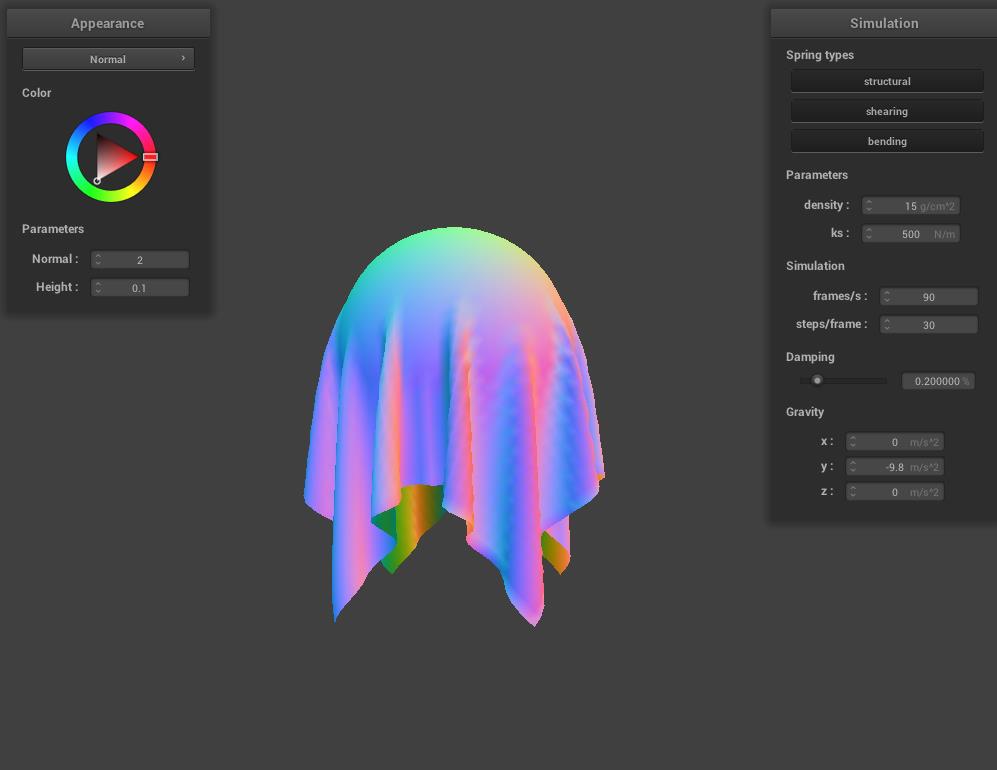 Appearance
Normal
Color
Parameters
Normal : 2
Height : 0.1
Simulation
Spring types
structural
shearing
bending
Parameters
density : 15 g/cm^2
ks : 500 N/m
Simulation
frames/s : 90
steps/frame : 30
Damping
0.200000 %
Gravity
x : 0 m/s^2
y : -9.8 m/s^2
z : 0 m/s^2